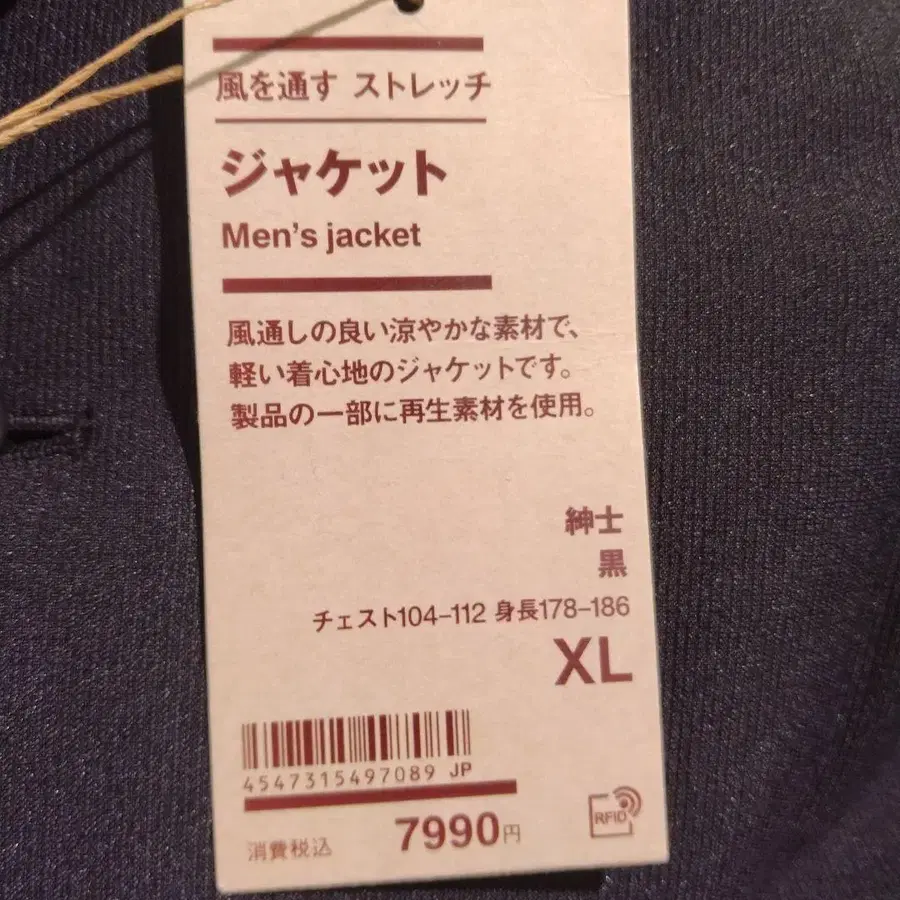 風を通す ストレッチ
ジャケット
Men's jacket
風通しの良い涼やかな素材で、
軽い着心地のジャケットです。
製品の一部に再生素材を使用。
紳士
黒
チェスト104–112 身長178–186
XL
4547315497089 JP
消費税込 7990円
RFID